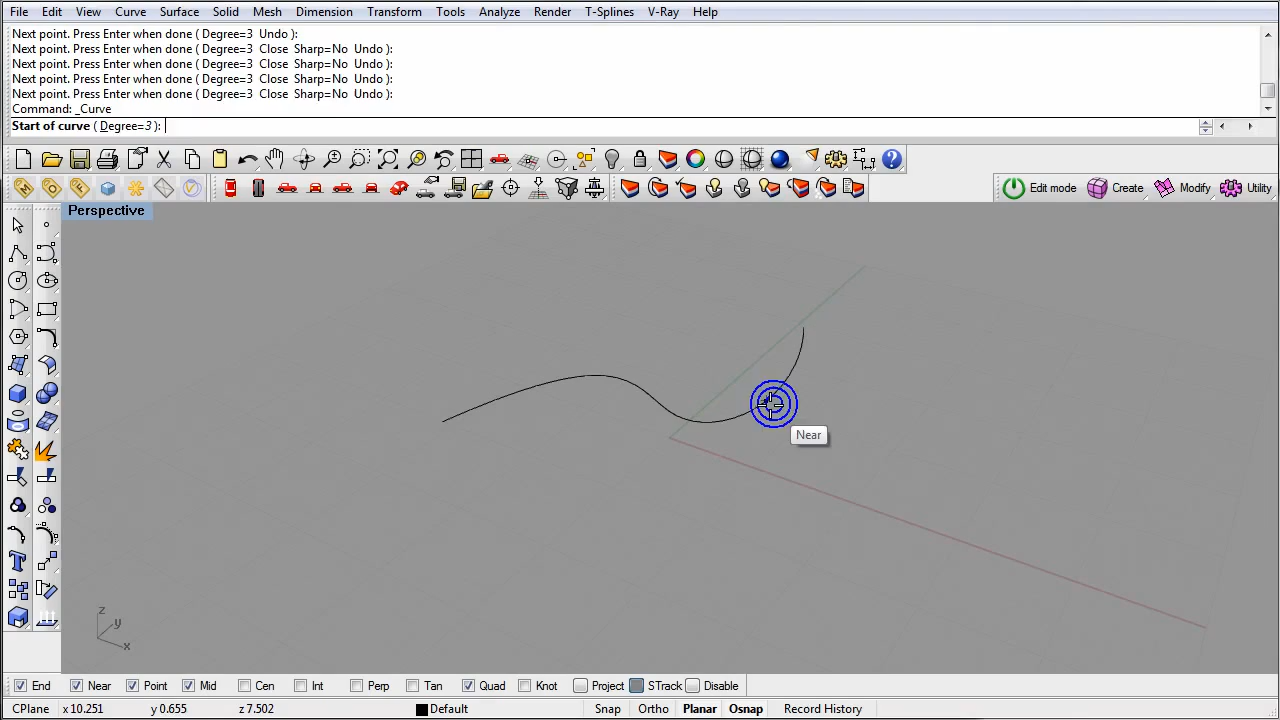 File Edit View Curve Surface Solid Mesh Dimension Transform Tools Analyze Render T-Splines V-Ray Help
Next point. Press Enter when done ( Degree=3 Undo ):
Next point. Press Enter when done ( Degree=3 Close Sharp=No Undo ):
Next point. Press Enter when done ( Degree=3 Close Sharp=No Undo ):
Next point. Press Enter when done ( Degree=3 Close Sharp=No Undo ):
Next point. Press Enter when done ( Degree=3 Close Sharp=No Undo ):
Command: _Curve
Start of curve ( Degree=3 ):
Edit mode Create Modify Utility
Perspective
Near
z
y
x
End Near Point Mid Cen Int Perp Tan Quad Knot Project STrack Disable
CPlane x 10.251 y 0.655 z 7.502 Default Snap Ortho Planar Osnap Record History